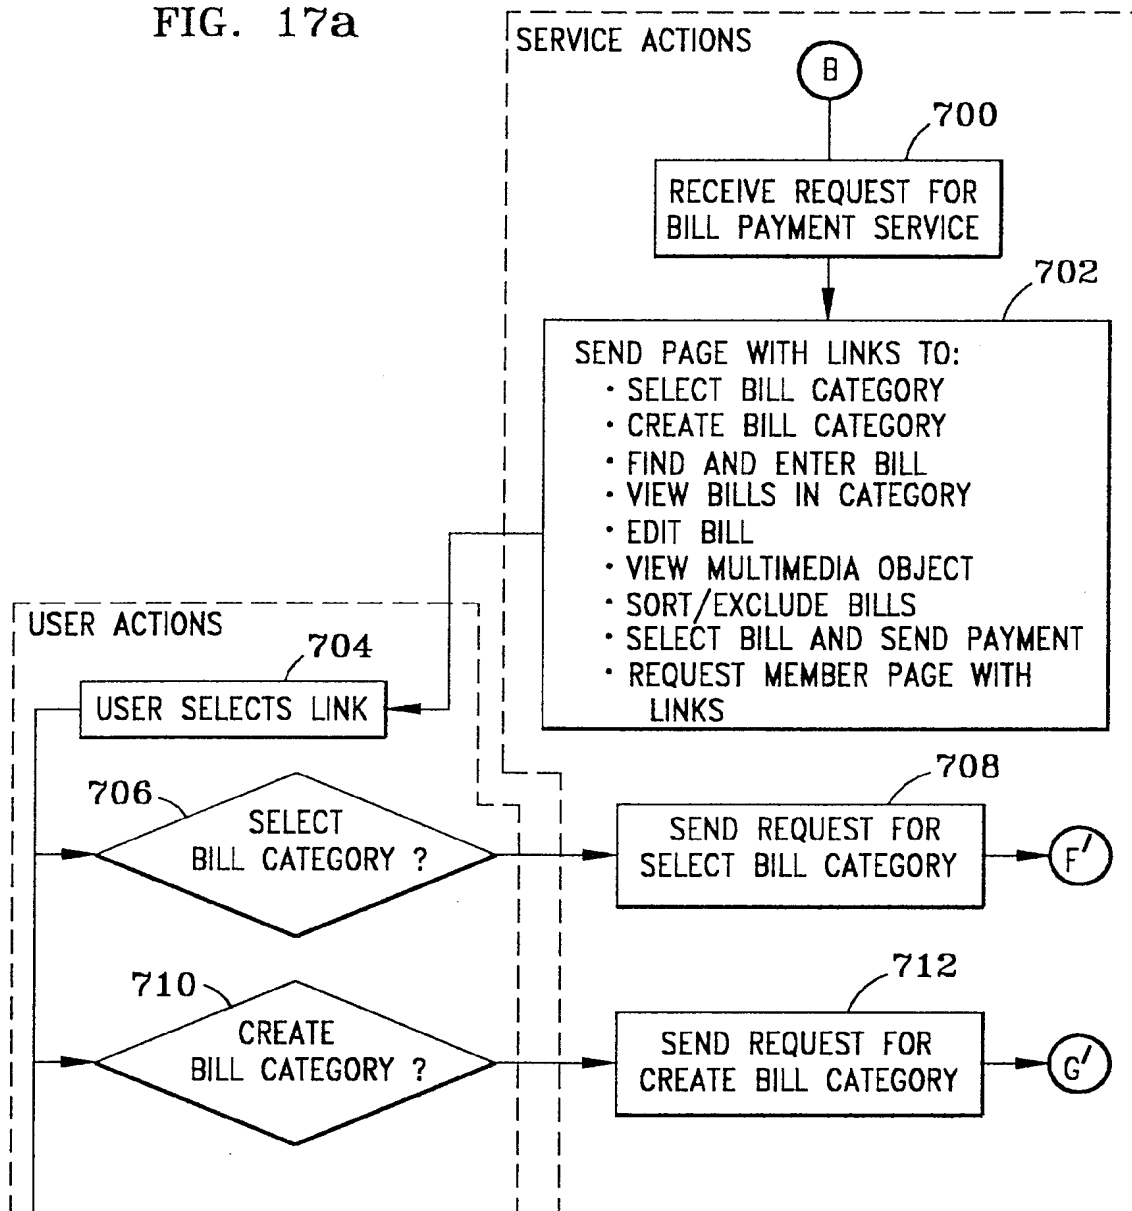 FIG. 17a
SERVICE ACTIONS
B
700
RECEIVE REQUEST FOR
BILL PAYMENT SERVICE
702
SEND PAGE WITH LINKS TO:
· SELECT BILL CATEGORY
· CREATE BILL CATEGORY
· FIND AND ENTER BILL
· VIEW BILLS IN CATEGORY
· EDIT BILL
· VIEW MULTIMEDIA OBJECT
· SORT/EXCLUDE BILLS
· SELECT BILL AND SEND PAYMENT
· REQUEST MEMBER PAGE WITH
LINKS
USER ACTIONS
704
USER SELECTS LINK
706
SELECT
BILL CATEGORY ?
708
SEND REQUEST FOR
SELECT BILL CATEGORY
F'
710
CREATE
BILL CATEGORY ?
712
SEND REQUEST FOR
CREATE BILL CATEGORY
G'